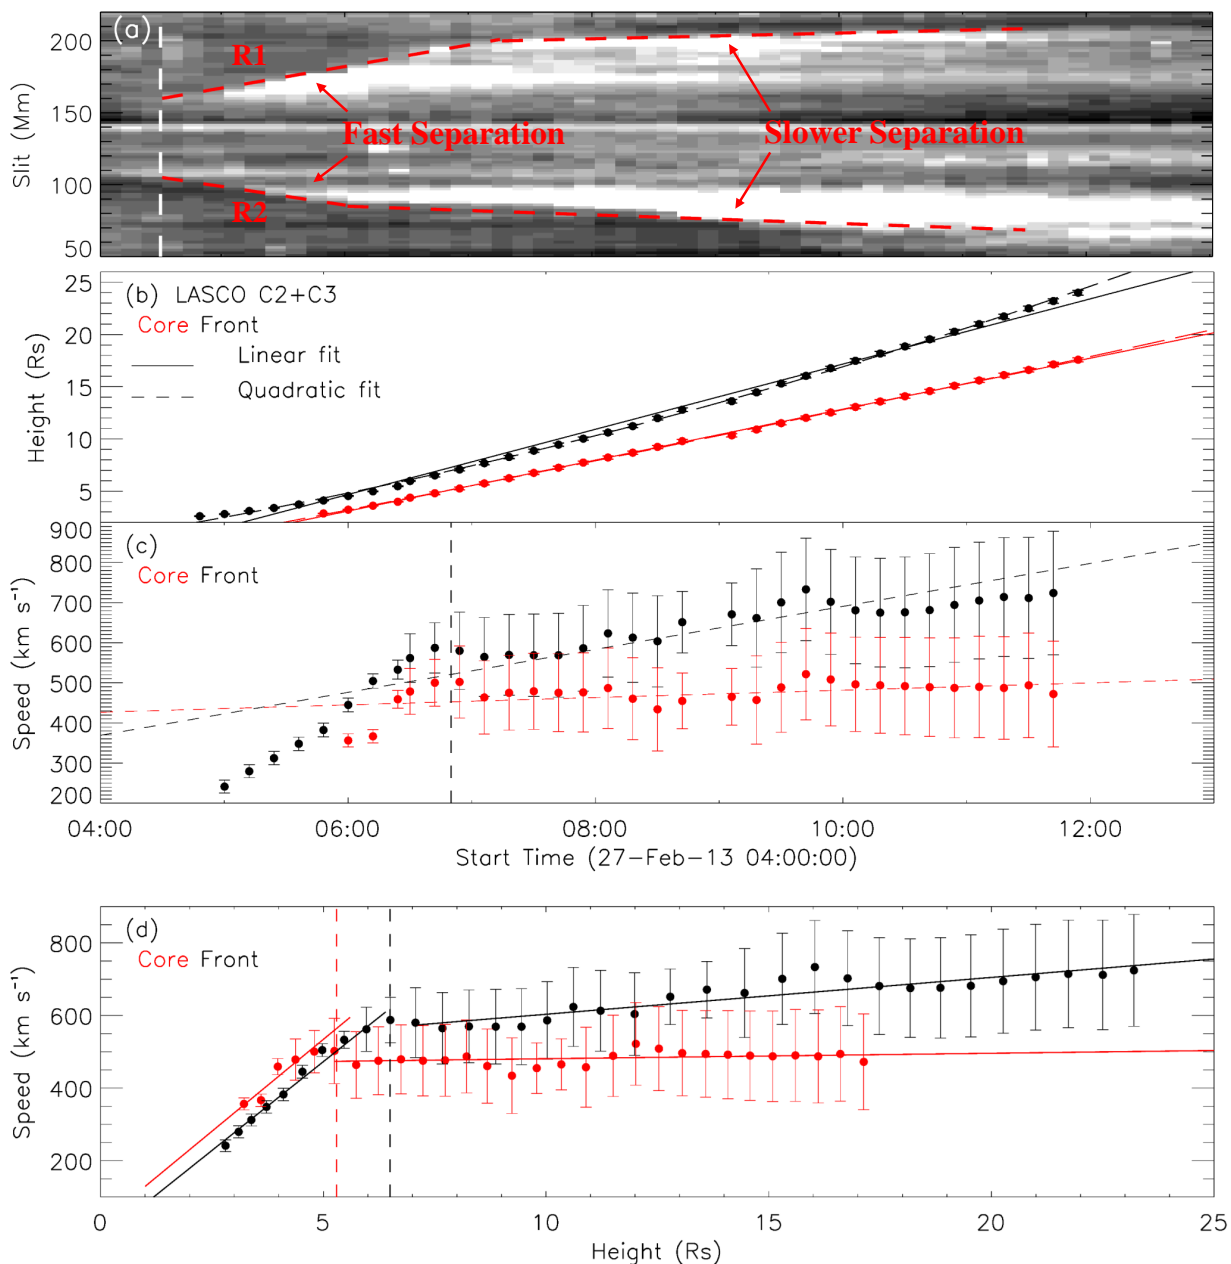 (a)
R1
Fast Separation
Slower Separation
R2
200
150
100
50
Slit (Mm)
(b) LASCO C2+C3
Core Front
Linear fit
Quadratic fit
25
20
15
10
5
Height (Rs)
(c)
Core Front
900
800
700
600
500
400
300
200
Speed (km s⁻¹)
04:00 06:00 08:00 10:00 12:00
Start Time (27-Feb-13 04:00:00)
(d)
Core Front
800
600
400
200
Speed (km s⁻¹)
0 5 10 15 20 25
Height (Rs)